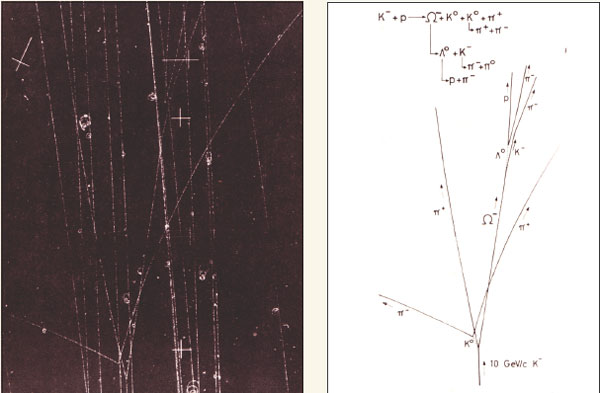 K⁻ + p → Ω⁻ + K⁰ + K⁰ + π⁺
π⁺ + π⁻
Λ⁰ + K⁻
π⁻ + π⁰
p + π⁻
π⁻
p
π⁻
Λ⁰
K⁻
π⁺
Ω⁻
π⁺
π⁻
K⁰
10 GeV/c K⁻